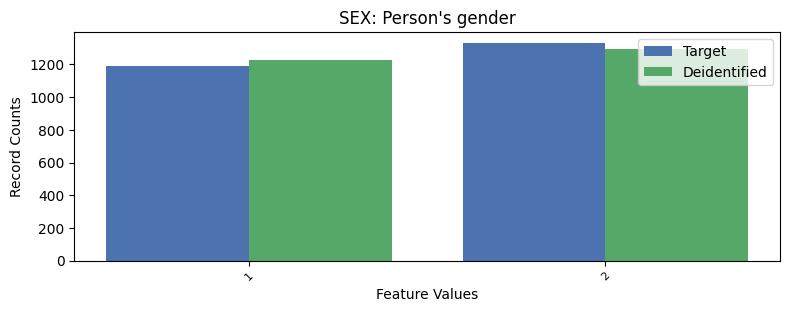 SEX: Person's gender
Target
Deidentified
Record Counts
1200
1000
800
600
400
200
0
1
2
Feature Values